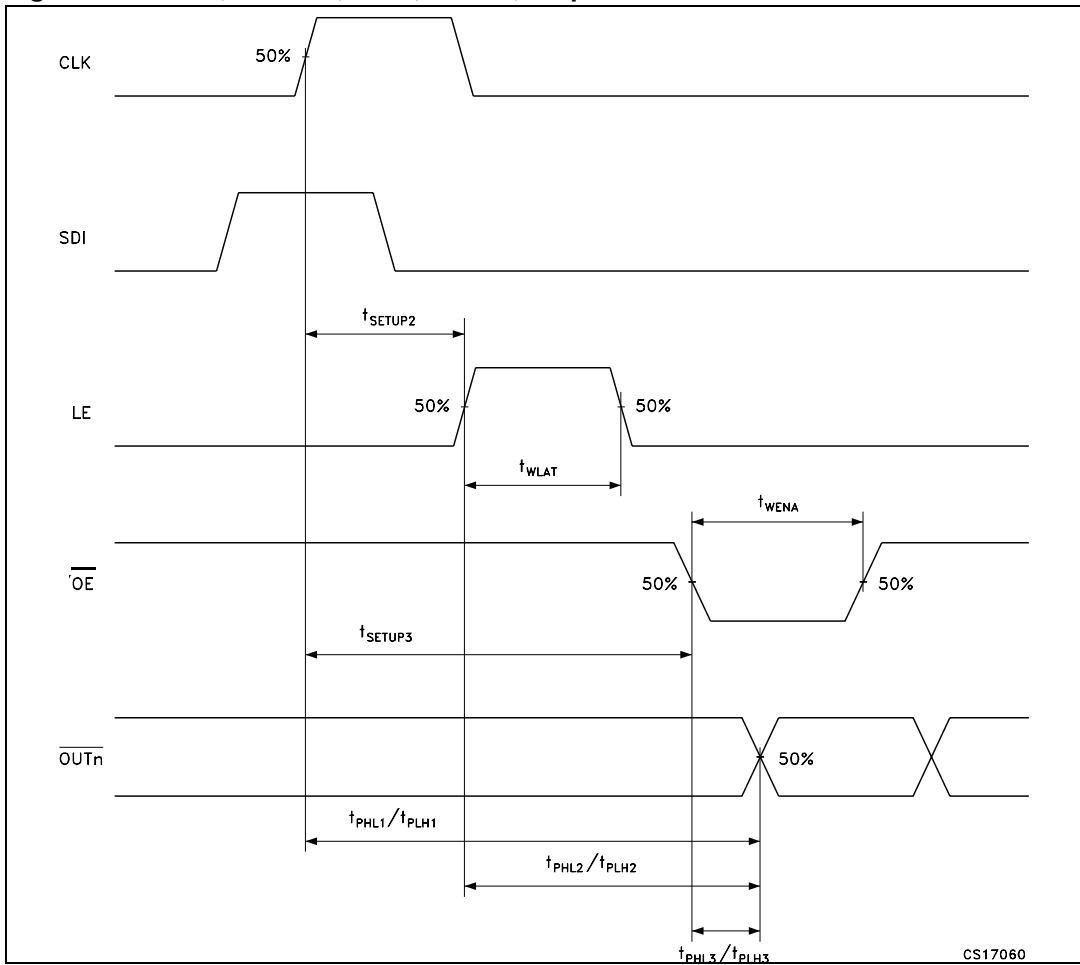 CLK
50%
SDI
tSETUP2
LE
50%
50%
tWLAT
tWENA
OE
50%
50%
tSETUP3
OUTn
50%
tPHL1/tPLH1
tPHL2/tPLH2
tPHL3/tPLH3
CS17060